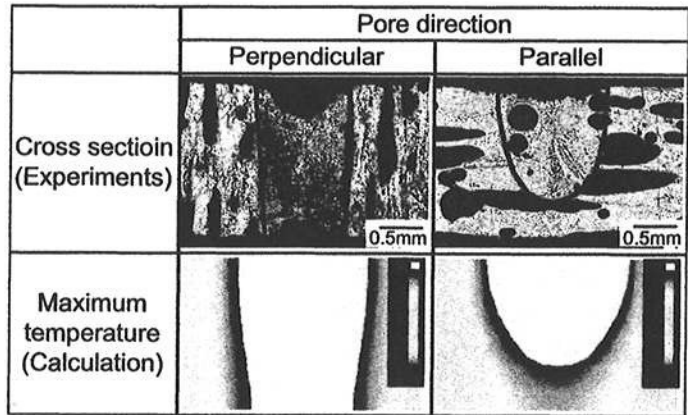 Pore direction
Perpendicular
Parallel
Cross sectioin
(Experiments)
0.5mm
0.5mm
Maximum
temperature
(Calculation)